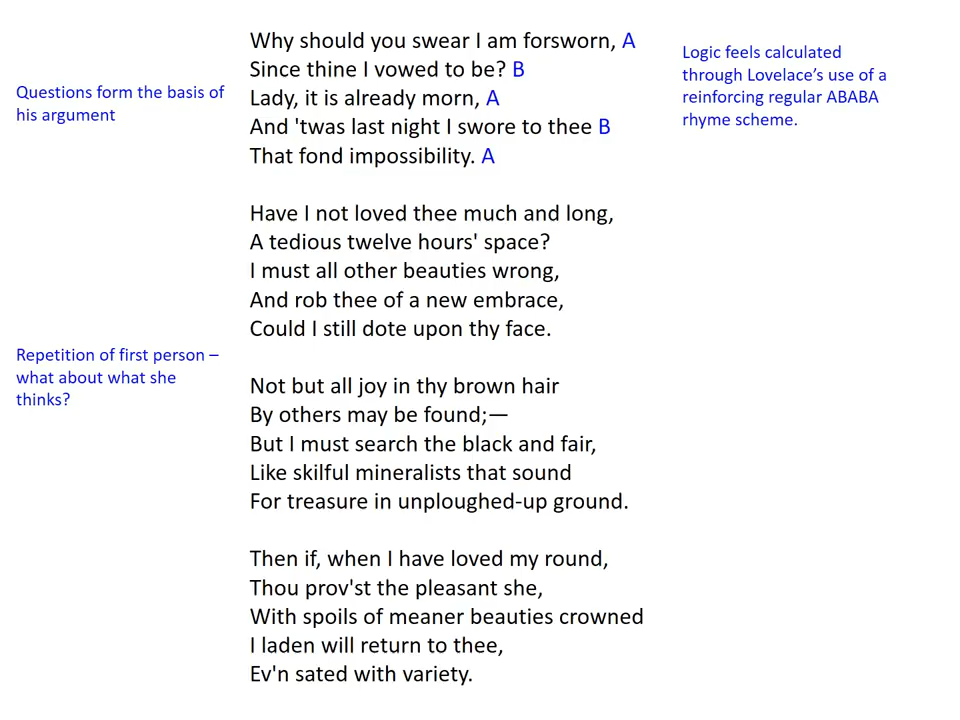 Why should you swear I am forsworn, A
Since thine I vowed to be? B
Lady, it is already morn, A
And 'twas last night I swore to thee B
That fond impossibility. A
Logic feels calculated
through Lovelace’s use of a
reinforcing regular ABABA
rhyme scheme.
Questions form the basis of
his argument
Have I not loved thee much and long,
A tedious twelve hours' space?
I must all other beauties wrong,
And rob thee of a new embrace,
Could I still dote upon thy face.
Repetition of first person –
what about what she
thinks?
Not but all joy in thy brown hair
By others may be found;—
But I must search the black and fair,
Like skilful mineralists that sound
For treasure in unploughed-up ground.
Then if, when I have loved my round,
Thou prov'st the pleasant she,
With spoils of meaner beauties crowned
I laden will return to thee,
Ev'n sated with variety.